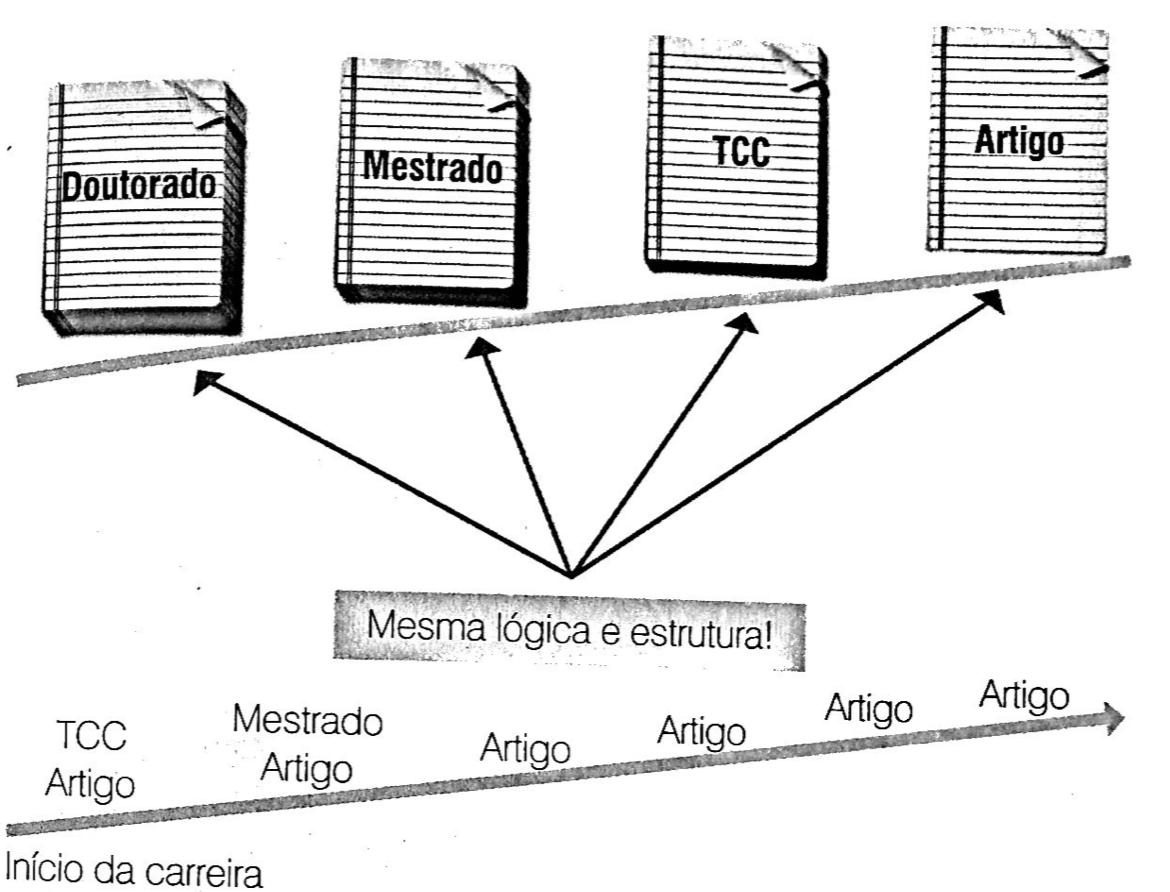 Doutorado
Mestrado
TCC
Artigo
Mesma lógica e estrutura!
TCC
Artigo
Mestrado
Artigo
Artigo
Artigo
Artigo
Artigo
Início da carreira